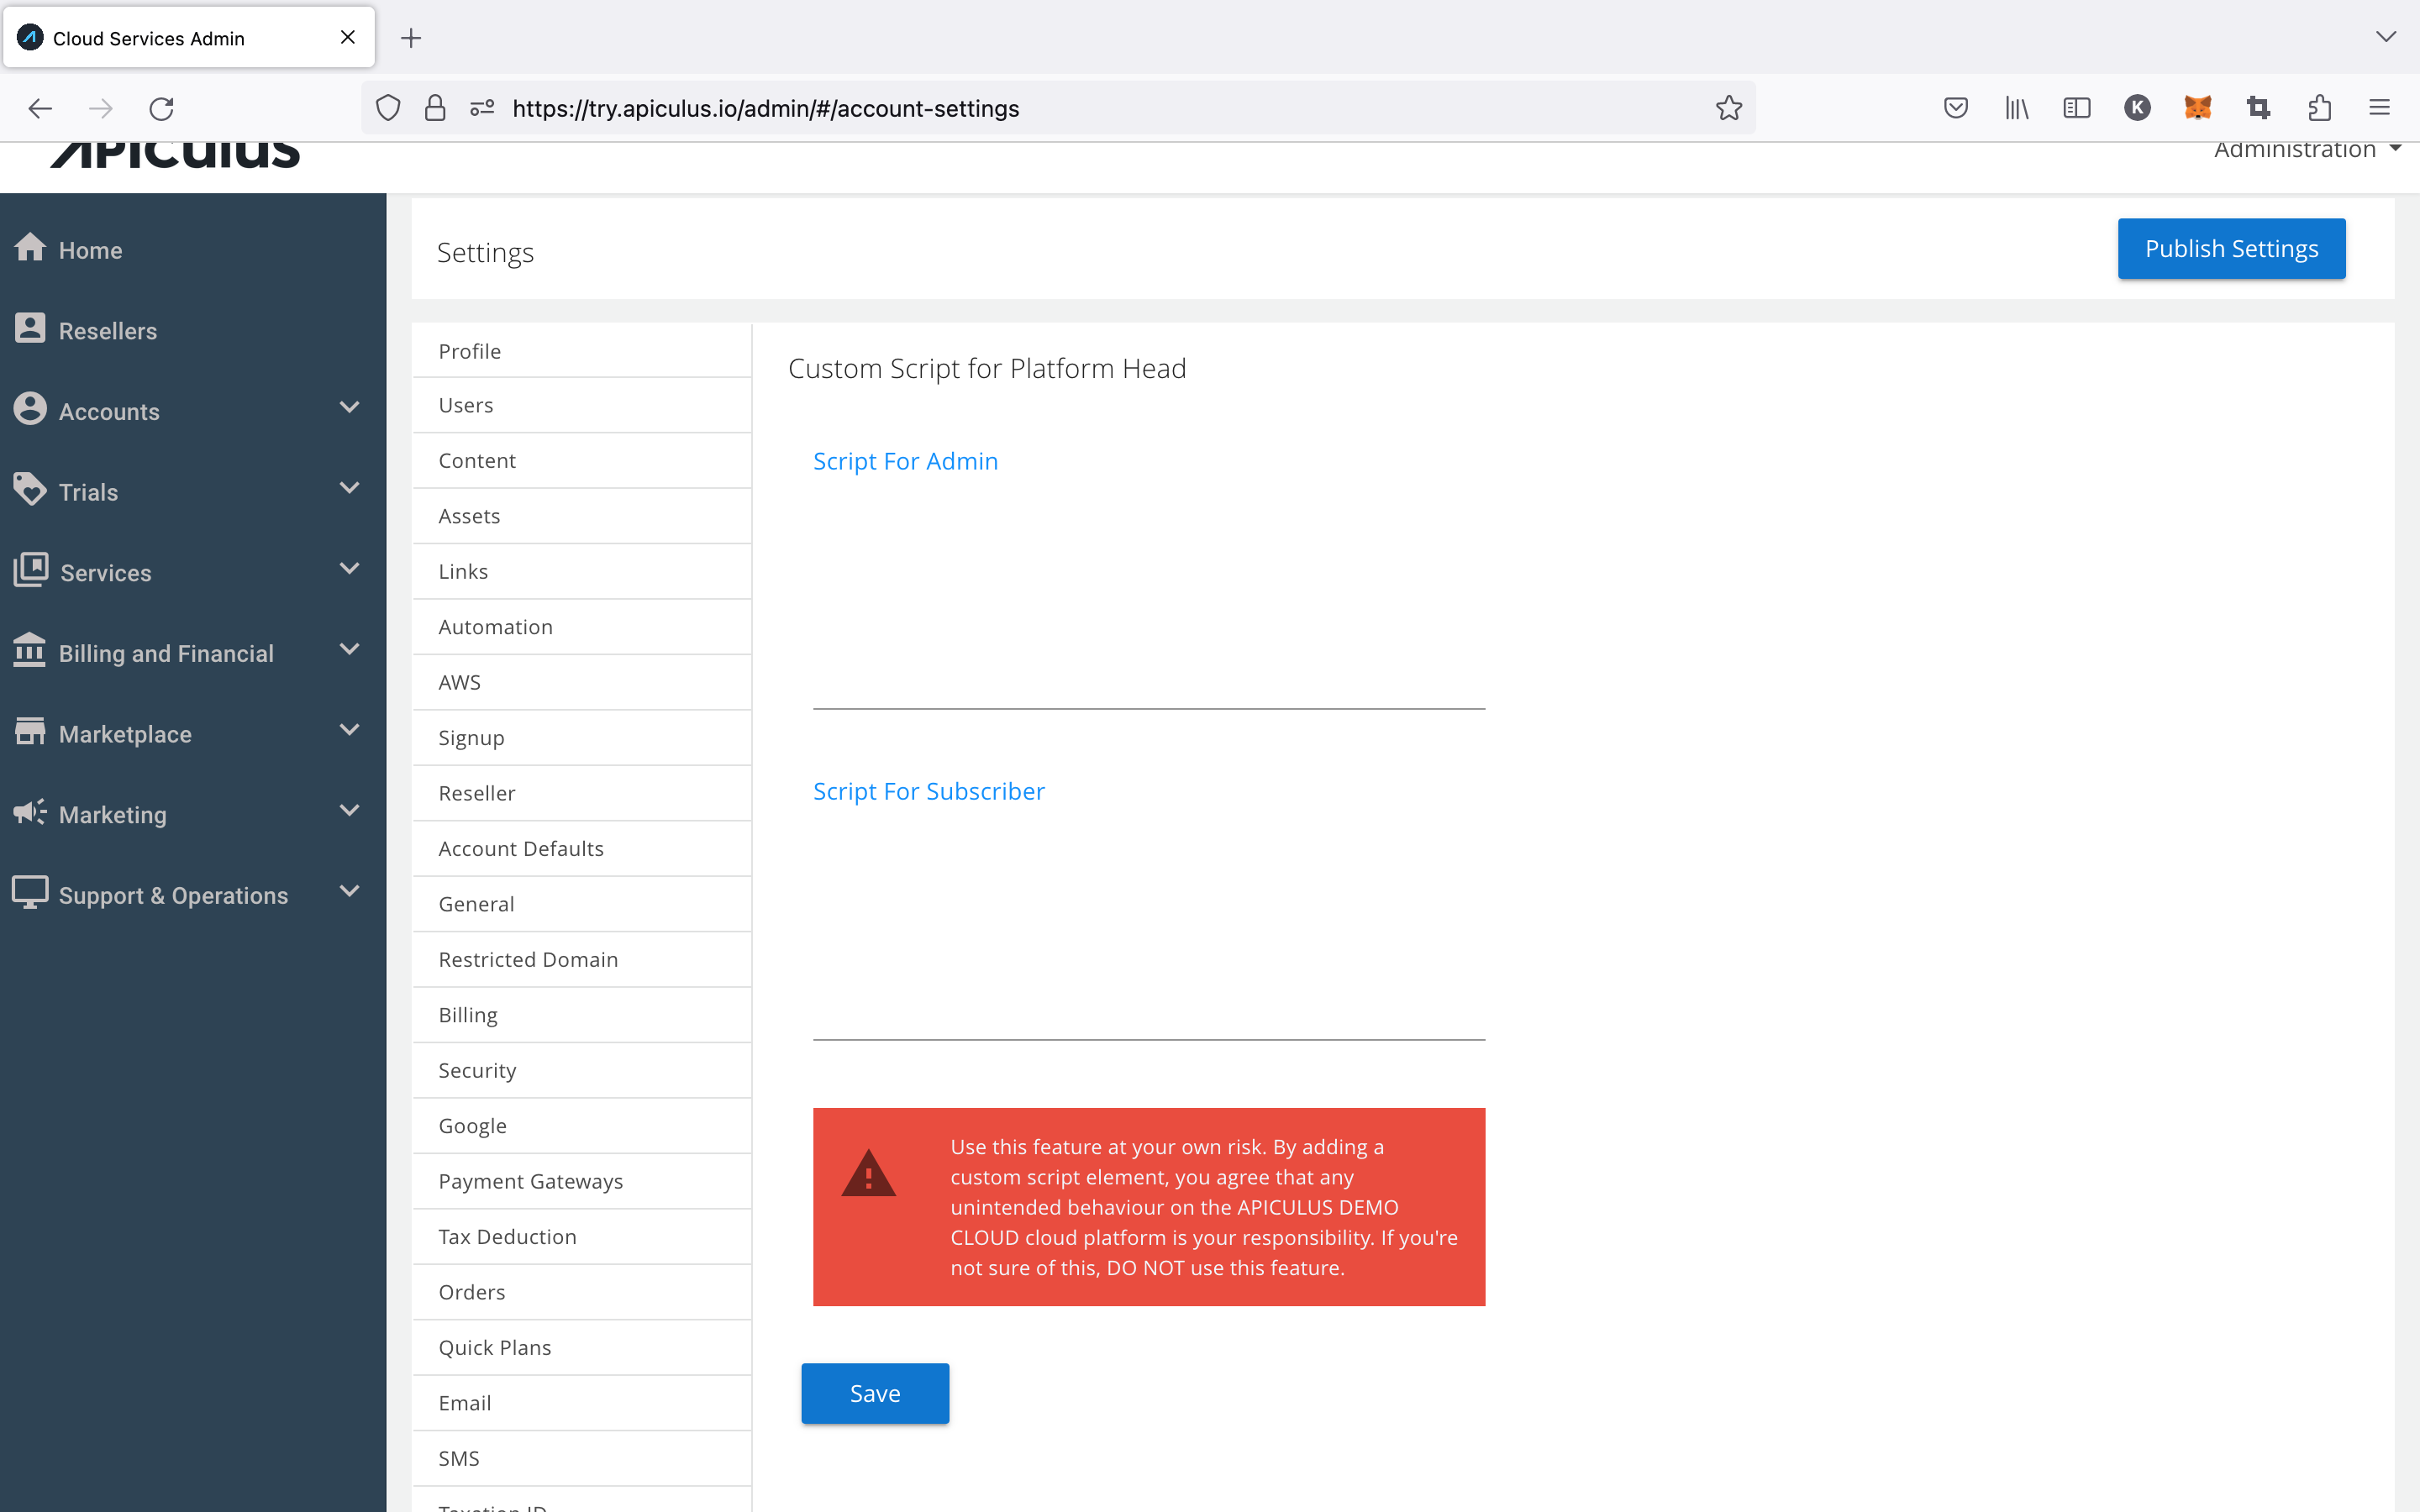 Cloud Services Admin
https://try.apiculus.io/admin/#/account-settings
K
Apiculus
Administration
Home
Resellers
Accounts
Trials
Services
Billing and Financial
Marketplace
Marketing
Support & Operations
Settings
Publish Settings
Profile
Users
Content
Assets
Links
Automation
AWS
Signup
Reseller
Account Defaults
General
Restricted Domain
Billing
Security
Google
Payment Gateways
Tax Deduction
Orders
Quick Plans
Email
SMS
Taxation ID
Custom Script for Platform Head
Script For Admin
Script For Subscriber
Use this feature at your own risk. By adding a
custom script element, you agree that any
unintended behaviour on the APICULUS DEMO
CLOUD cloud platform is your responsibility. If you're
not sure of this, DO NOT use this feature.
Save